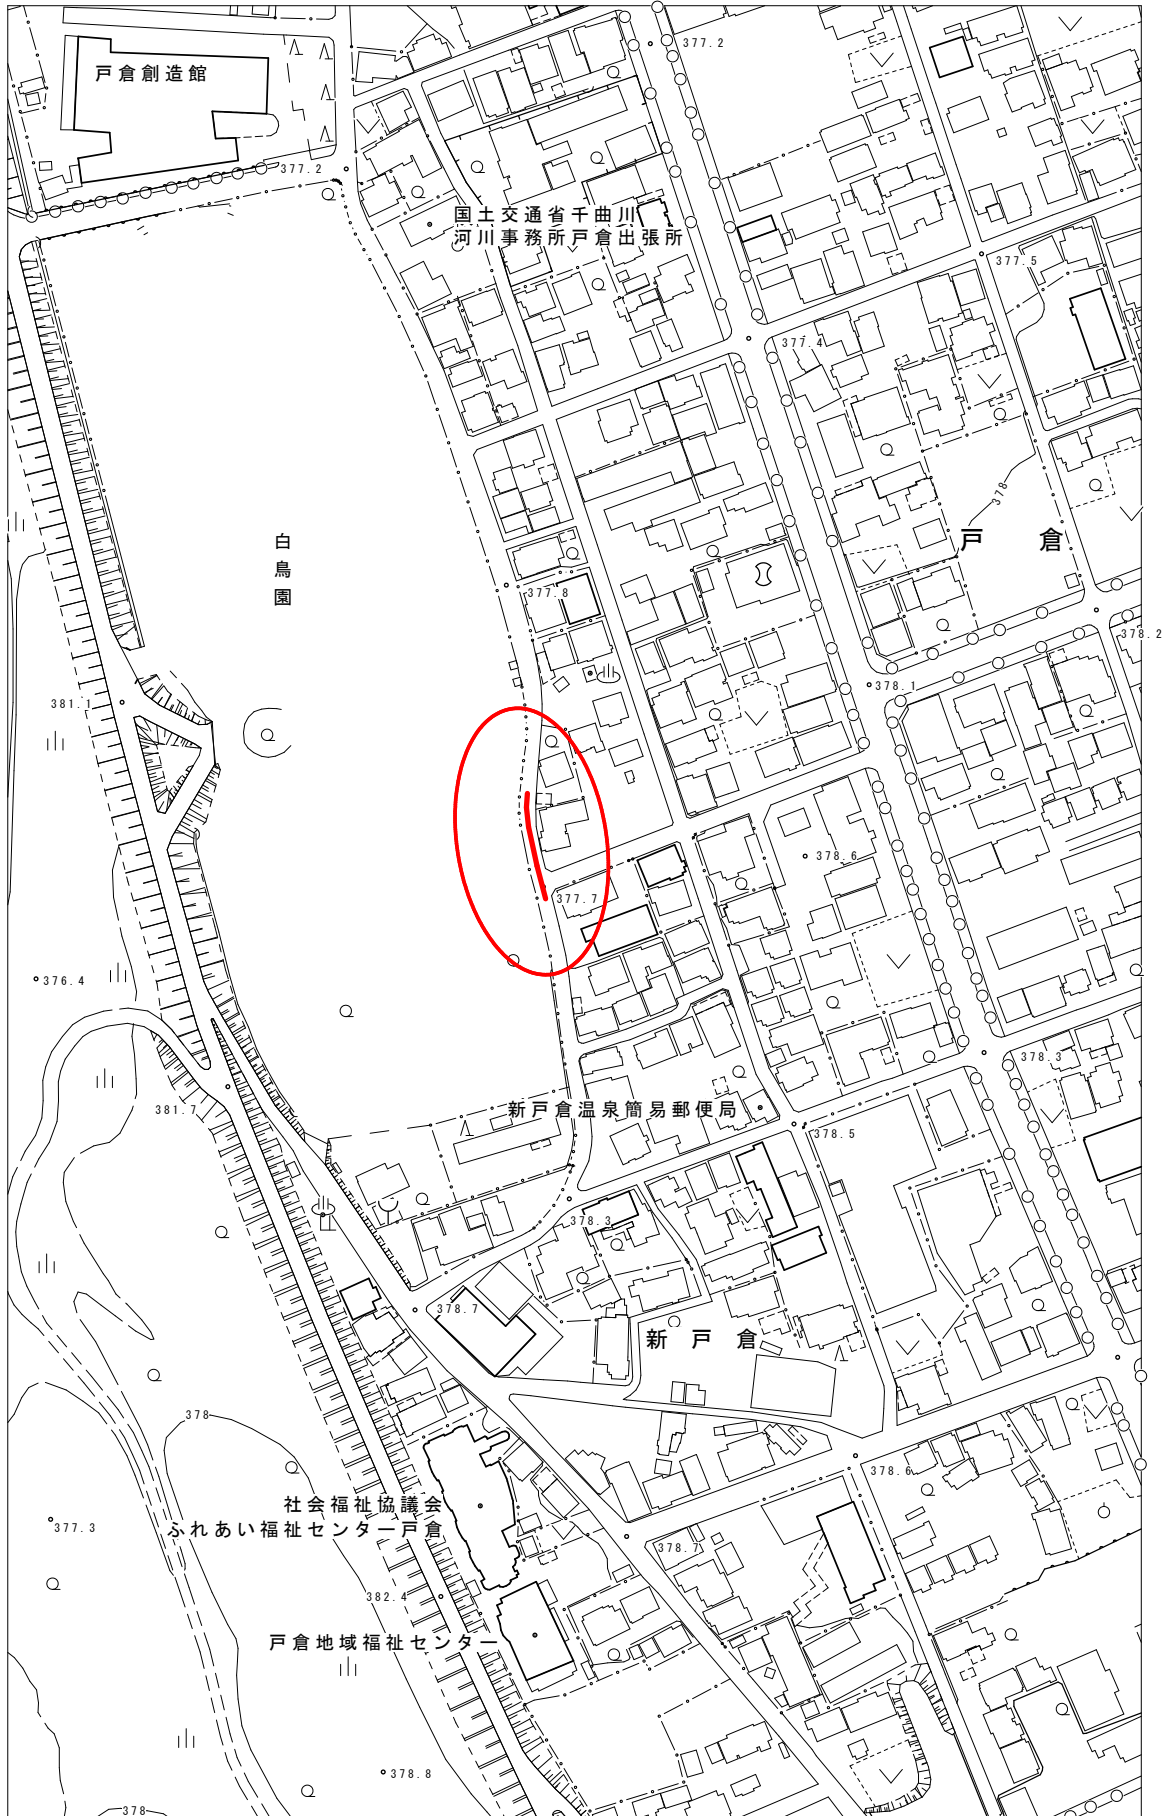 377.2
戸倉創造館
377.2
国土交通省千曲川
河川事務所戸倉出張所
377.5
377.4
378
戸倉
白鳥園
377.8
378.2
378.1
381.1
378.6
377.7
376.4
378.3
381.7
新戸倉温泉簡易郵便局
378.5
378.3
378.7
新戸倉
378
378.6
社会福祉協議会
ふれあい福祉センター戸倉
377.3
378.7
382.4
戸倉地域福祉センター
378.8
378